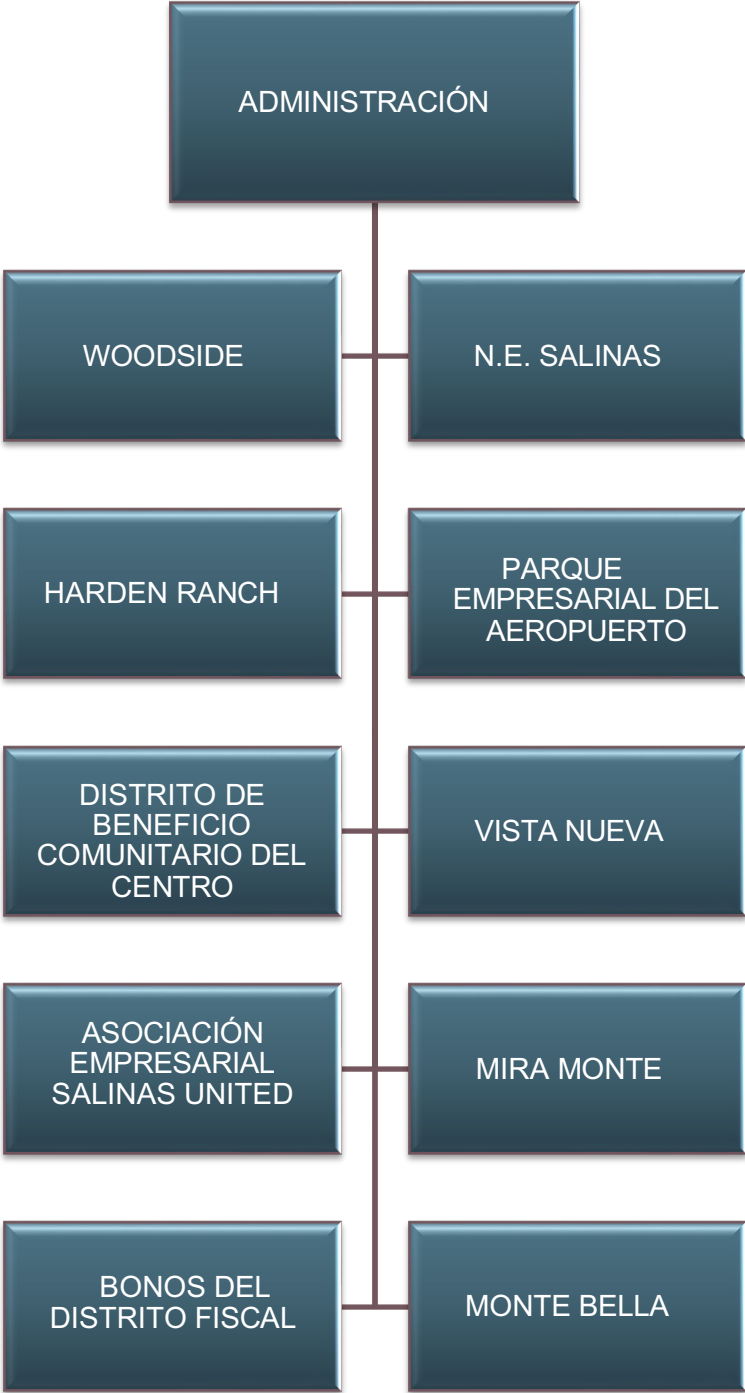 ADMINISTRACIÓN
WOODSIDE
N.E. SALINAS
HARDEN RANCH
PARQUE
EMPRESARIAL DEL
AEROPUERTO
DISTRITO DE
BENEFICIO
COMUNITARIO DEL
CENTRO
VISTA NUEVA
ASOCIACIÓN
EMPRESARIAL
SALINAS UNITED
MIRA MONTE
BONOS DEL
DISTRITO FISCAL
MONTE BELLA